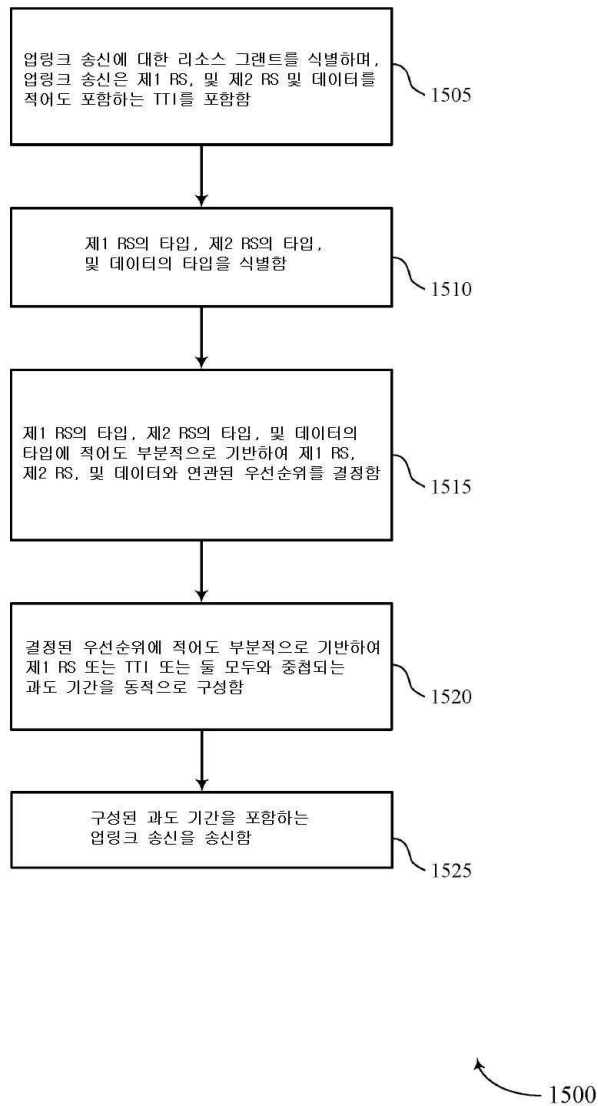 업링크 송신에 대한 리소스 그랜트를 식별하며,
업링크 송신은 제1 RS, 및 제2 RS 및 데이터를
적어도 포함하는 TTI를 포함함
1505
제1 RS의 타입, 제2 RS의 타입,
및 데이터의 타입을 식별함
1510
제1 RS의 타입, 제2 RS의 타입, 및 데이터의
타입에 적어도 부분적으로 기반하여 제1 RS,
제2 RS, 및 데이터와 연관된 우선순위를 결정함
1515
결정된 우선순위에 적어도 부분적으로 기반하여
제1 RS 또는 TTI 또는 둘 모두와 중첩되는
과도 기간을 동적으로 구성함
1520
구성된 과도 기간을 포함하는
업링크 송신을 송신함
1525
1500